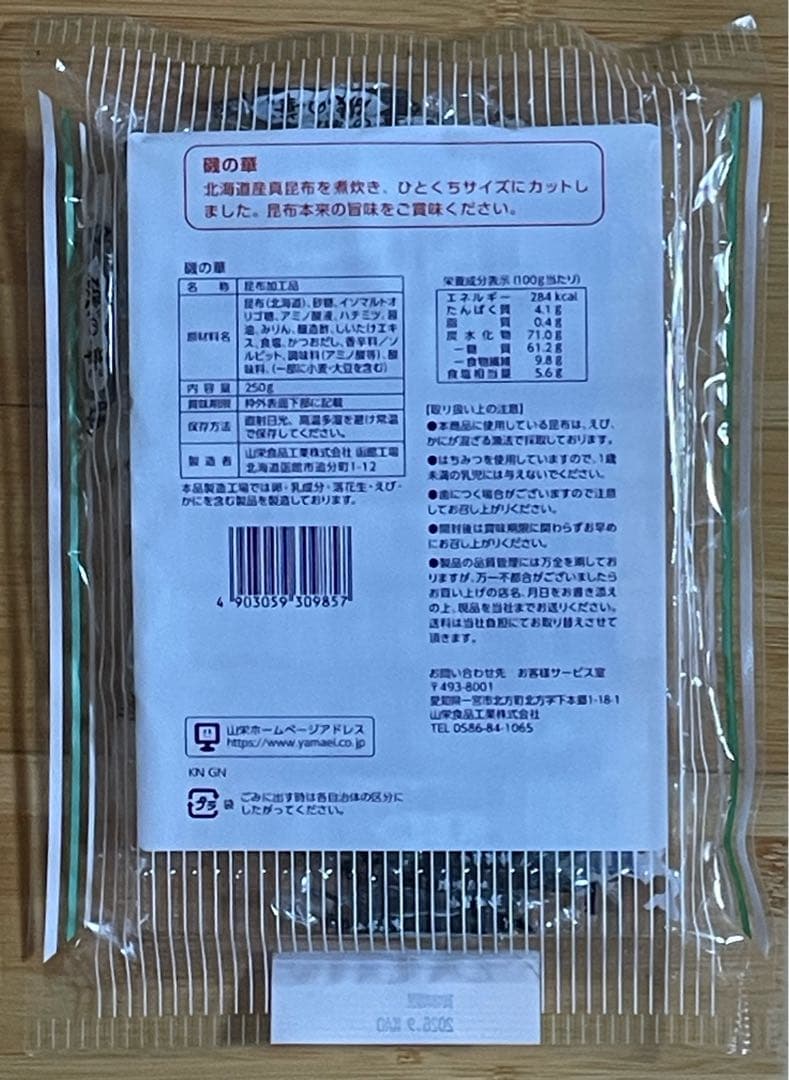 磯の華
北海道産真昆布を煮炊き、ひとくちサイズにカットし
ました。昆布本来の旨味をご賞味ください。
磯の華
名 称 昆布加工品
原材料名
昆布(北海道)、砂糖、イソマルトオ
リゴ糖、アミノ酸液、ハチミツ、醤
油、みりん、醸造酢、しいたけエキ
ス、食塩、かつおだし、香辛料/ソ
ルビット、調味料(アミノ酸等)、酸
味料、(一部に小麦・大豆を含む)
内 容 量 250g
賞味期限 枠外表面下部に記載
保存方法
直射日光、高温多湿を避け常温
で保存してください。
製 造 者
山栄食品工業株式会社 函館工場
北海道函館市追分町1-12
本品製造工場では卵・乳成分・落花生・えび・
かにを含む製品を製造しております。
4 903059 309857
山栄ホームページアドレス
https://www.yamaei.co.jp
KN GN
プラ
袋
ごみに出す時は各自治体の区分に
したがってください。
栄養成分表示(100g当たり)
エネルギー 284 kcal
たんぱく質 4.1 g
脂 質 0.4 g
炭水化物 71.0 g
－糖 質 61.2 g
－食物繊維 9.8 g
食塩相当量 5.6 g
【取り扱い上の注意】
●本商品に使用している昆布は、えび、
かにが混ざる漁法で採取しております。
●はちみつを使用していますので、1歳
未満の乳児には与えないでください。
●歯につく場合がございますので注意
してお召し上がりください。
●開封後は賞味期限に関わらずお早め
にお召し上がりください。
●製品の品質管理には万全を期してお
りますが、万一不都合がございましたら
お買い上げの店名、月日をお書き添え
の上、現品を当社までお送りください。
送料は当社負担にてお取り替えさせて
頂きます。
お問い合わせ先 お客様サービス室
〒493-8001
愛知県一宮市北方町北方字下本郷1-18-1
山栄食品工業株式会社
TEL 0586-84-1065
2026. 9 KAO